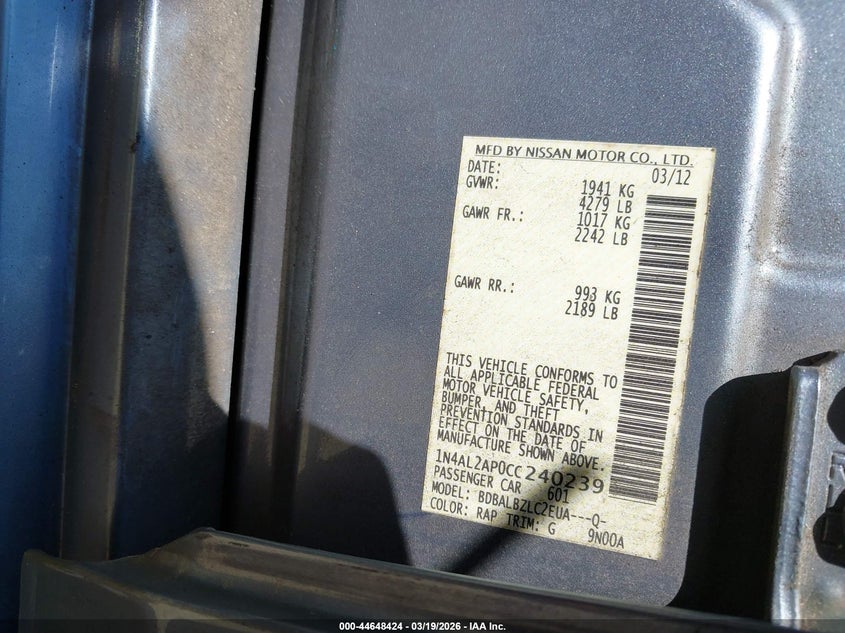 MFD BY NISSAN MOTOR CO., LTD.
DATE: 03/12
GVWR: 1941 KG
4279 LB
GAWR FR.: 1017 KG
2242 LB
GAWR RR.: 993 KG
2189 LB
THIS VEHICLE CONFORMS TO
ALL APPLICABLE FEDERAL
MOTOR VEHICLE SAFETY,
BUMPER, AND THEFT
PREVENTION STANDARDS IN
EFFECT ON THE DATE OF
MANUFACTURE SHOWN ABOVE.
1N4AL2AP0CC240239
PASSENGER CAR 601
MODEL: BDBALBZLC2EUA---Q-
COLOR: RAP TRIM: G 9N00A
000-44648424 — 03/19/2026 — IAA Inc.